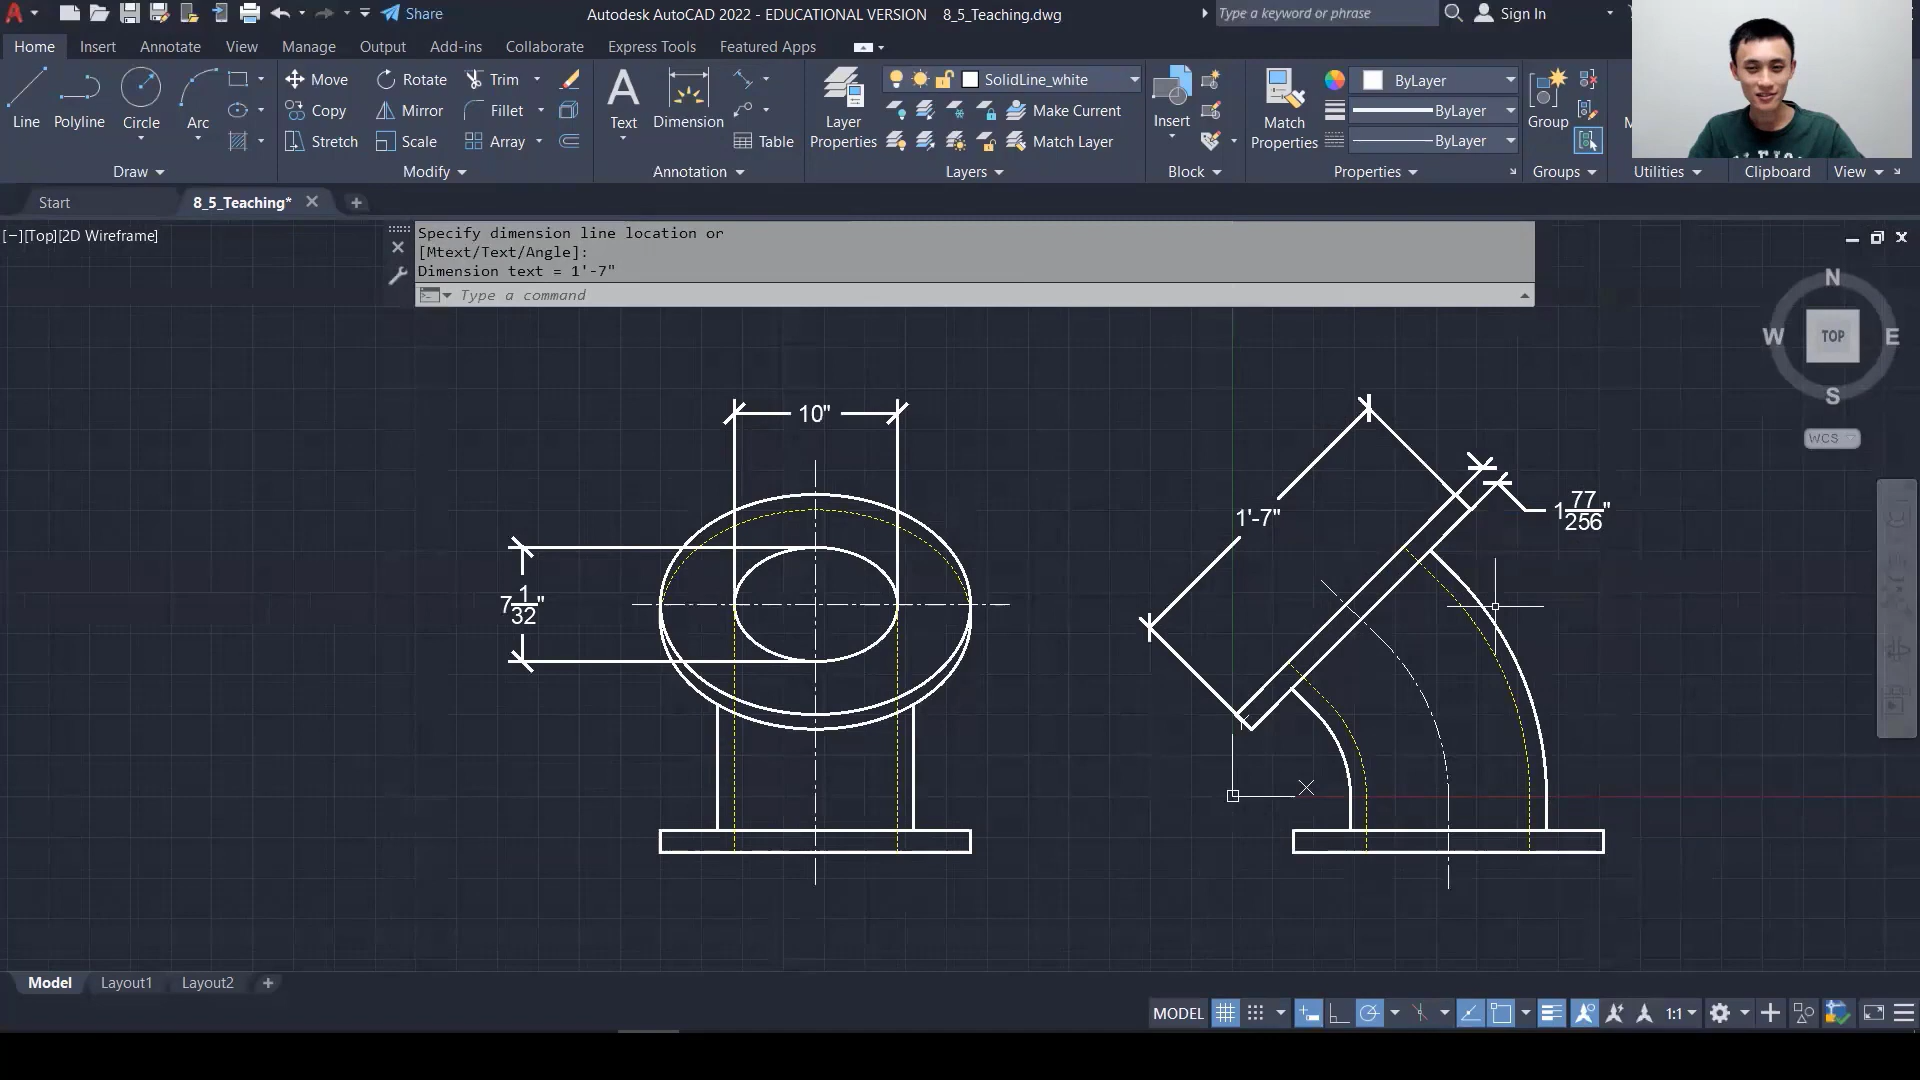 Share
Autodesk AutoCAD 2022 - EDUCATIONAL VERSION 8_5_Teaching.dwg
Type a keyword or phrase
Sign In
Home Insert Annotate View Manage Output Add-ins Collaborate Express Tools Featured Apps
Line Polyline Circle Arc
Move Rotate Trim
Copy Mirror Fillet
Stretch Scale Array
Text Dimension
Table
Layer Properties
SolidLine_white
Make Current
Match Layer
Insert
Match Properties
ByLayer
ByLayer
ByLayer
Group
Draw Modify Annotation Layers Block Properties Groups Utilities Clipboard View
Start 8_5_Teaching*
[−][Top][2D Wireframe]
Specify dimension line location or
[Mtext/Text/Angle]:
Dimension text = 1'-7"
Type a command
N
W TOP E
S
WCS
10"
7 1/32"
1'-7"
1 77/256"
Model Layout1 Layout2
MODEL
1:1